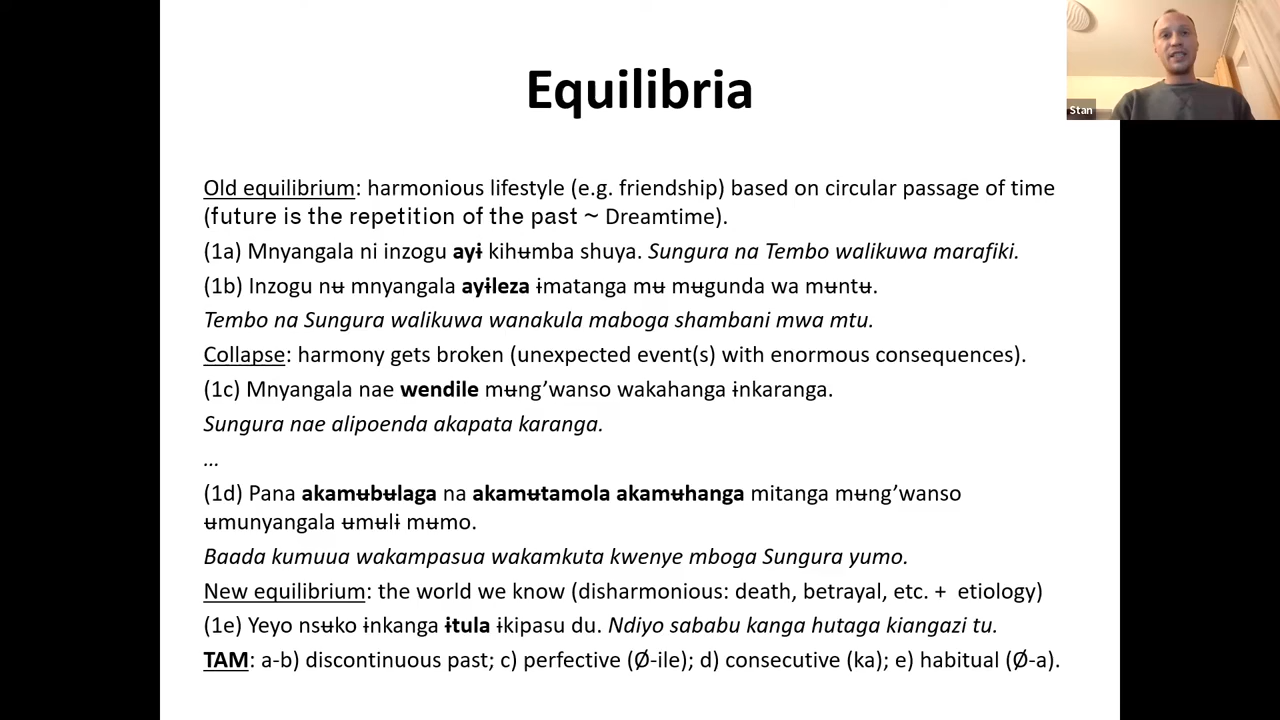 Equilibria
Stan
Old equilibrium: harmonious lifestyle (e.g. friendship) based on circular passage of time
(future is the repetition of the past ~ Dreamtime).
(1a) Mnyangala ni inzogu ayɨ kihʉmba shuya. Sungura na Tembo walikuwa marafiki.
(1b) Inzogu nʉ mnyangala ayɨleza ɨmatanga mʉ mʉgunda wa mʉntʉ.
Tembo na Sungura walikuwa wanakula maboga shambani mwa mtu.
Collapse: harmony gets broken (unexpected event(s) with enormous consequences).
(1c) Mnyangala nae wendile mʉng’wanso wakahanga ɨnkaranga.
Sungura nae alipoenda akapata karanga.
...
(1d) Pana akamʉbʉlaga na akamʉtamola akamʉhanga mitanga mʉng’wanso
ʉmunyangala ʉmʉlɨ mʉmo.
Baada kumuua wakampasua wakamkuta kwenye mboga Sungura yumo.
New equilibrium: the world we know (disharmonious: death, betrayal, etc. + etiology)
(1e) Yeyo nsʉko ɨnkanga ɨtula ɨkipasu du. Ndiyo sababu kanga hutaga kiangazi tu.
TAM: a-b) discontinuous past; c) perfective (Ø-ile); d) consecutive (ka); e) habitual (Ø-a).